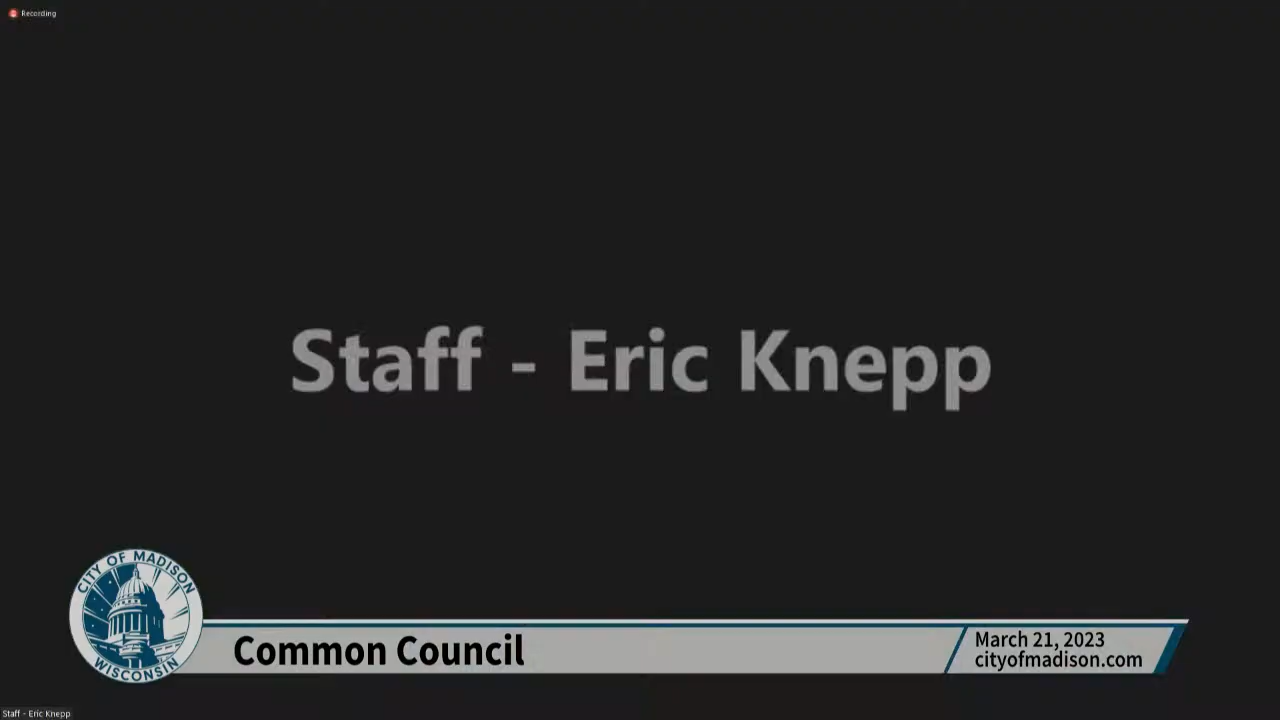 Recording
Staff - Eric Knepp
CITY OF MADISON
WISCONSIN
Common Council
March 21, 2023
cityofmadison.com
Staff - Eric Knepp